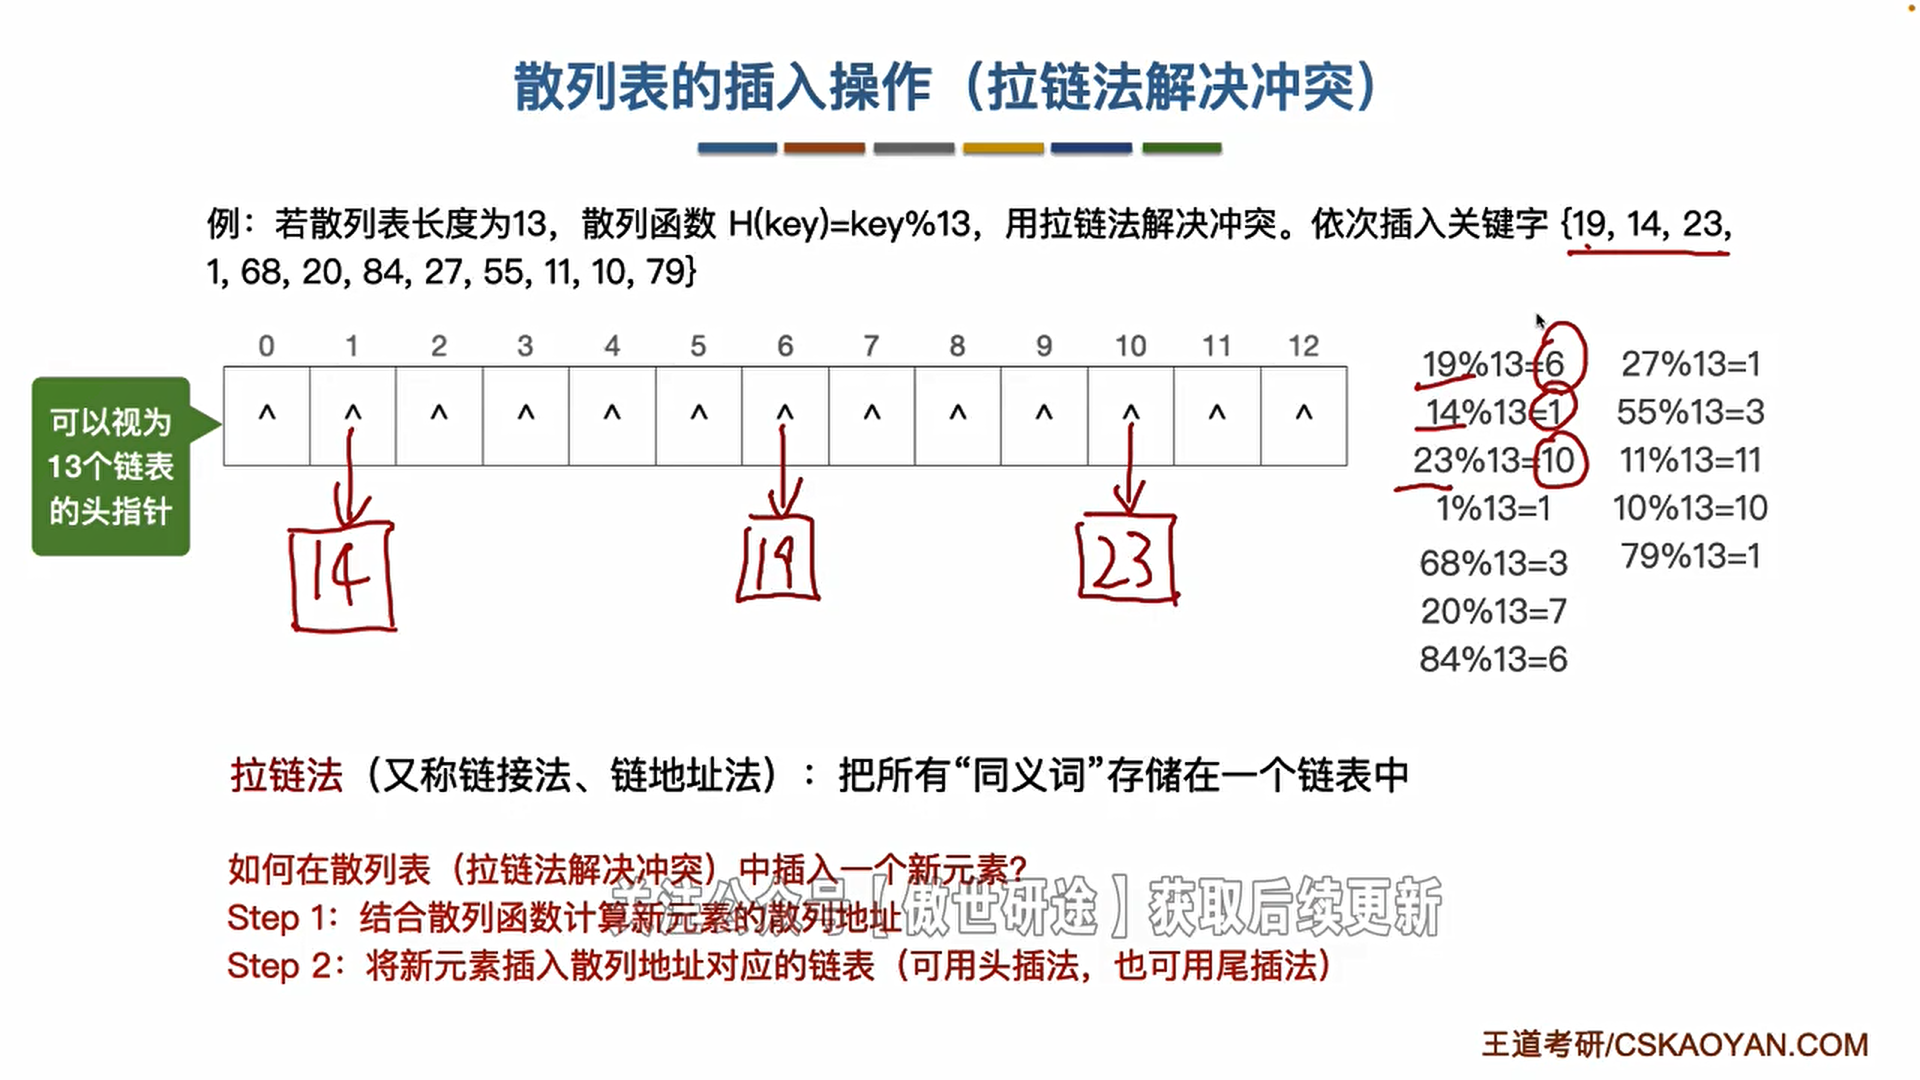 散列表的插入操作（拉链法解决冲突）
例：若散列表长度为13，散列函数 H(key)=key%13，用拉链法解决冲突。依次插入关键字 {19, 14, 23,
1, 68, 20, 84, 27, 55, 11, 10, 79}
0 1 2 3 4 5 6 7 8 9 10 11 12
^ ^ ^ ^ ^ ^ ^ ^ ^ ^ ^ ^ ^
可以视为
13个链表
的头指针
14 19 23
19%13=6
14%13=1
23%13=10
1%13=1
68%13=3
20%13=7
84%13=6
27%13=1
55%13=3
11%13=11
10%13=10
79%13=1
拉链法（又称链接法、链地址法）：把所有“同义词”存储在一个链表中
如何在散列表（拉链法解决冲突）中插入一个新元素？
Step 1：结合散列函数计算新元素的散列地址
关注公众号【傲世研途】获取后续更新
Step 2：将新元素插入散列地址对应的链表（可用头插法，也可用尾插法）
王道考研/CSKAOYAN.COM